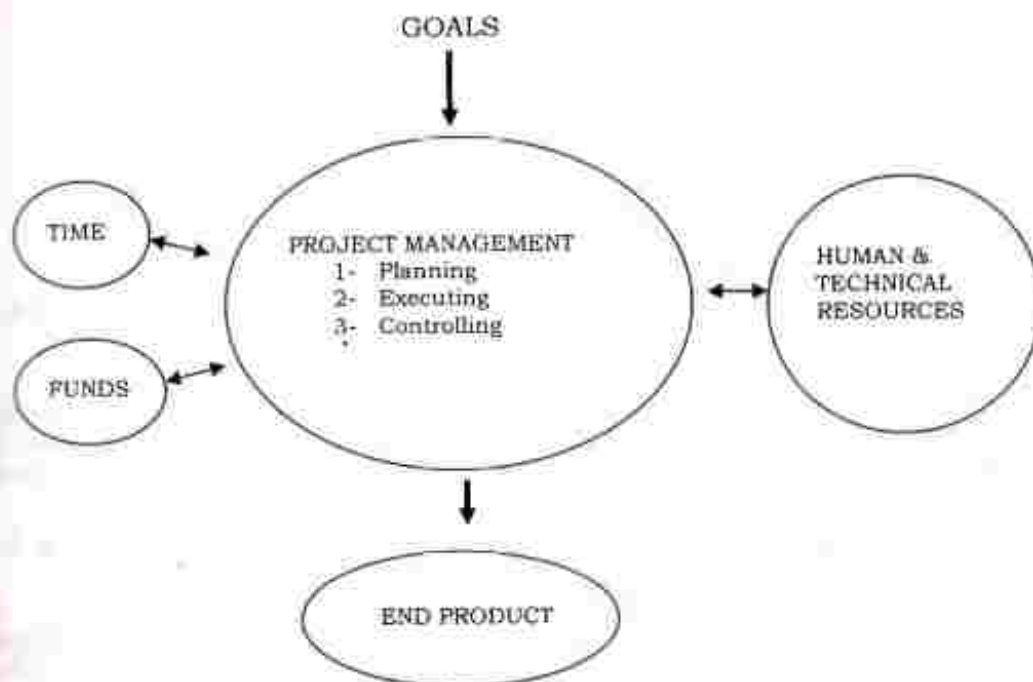 GOALS
TIME
PROJECT MANAGEMENT
1- Planning
2- Executing
3- Controlling
HUMAN &
TECHNICAL
RESOURCES
FUNDS
END PRODUCT